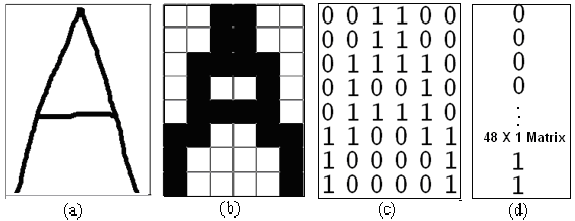 A
0 0 1 1 0 0
0 0 1 1 0 0
0 1 1 1 1 0
0 1 0 0 1 0
0 1 1 1 1 0
1 1 0 0 1 1
1 0 0 0 0 1
1 0 0 0 0 1
0
0
0
0
⋮
48 X 1 Matrix
1
1
(a) (b) (c) (d)